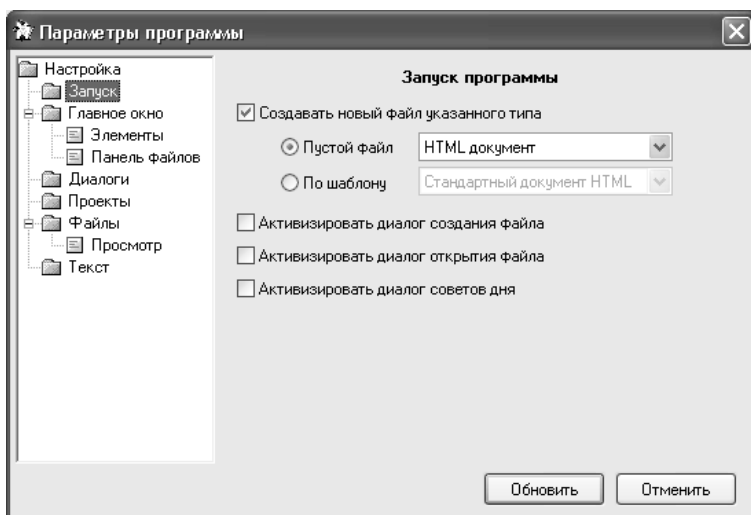 Параметры программы
Настройка
Запуск
Главное окно
Элементы
Панель файлов
Диалоги
Проекты
Файлы
Просмотр
Текст
Запуск программы
Создавать новый файл указанного типа
Пустой файл
HTML документ
По шаблону
Стандартный документ HTML
Активизировать диалог создания файла
Активизировать диалог открытия файла
Активизировать диалог советов дня
Обновить
Отменить